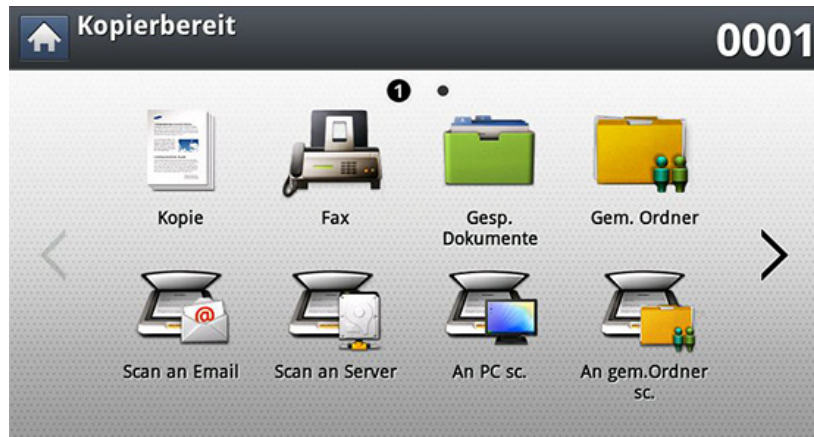 Kopierbereit
0001
1
Kopie
Fax
Gesp.
Dokumente
Gem. Ordner
@
Scan an Email
Scan an Server
An PC sc.
An gem.Ordner
sc.